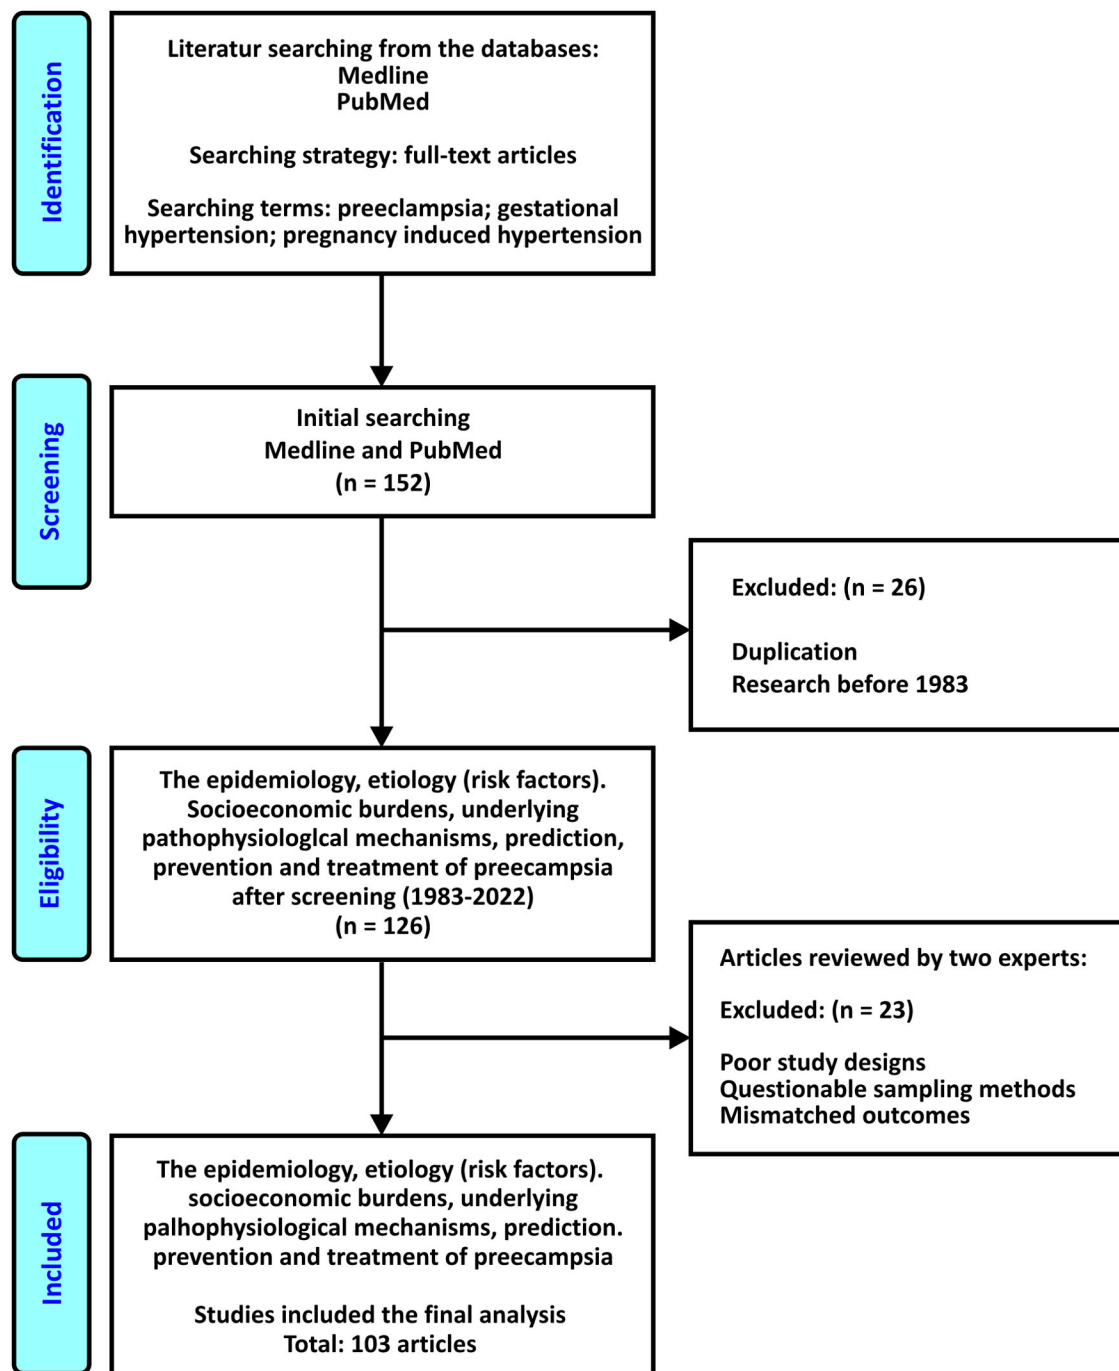 Identification
Literatur searching from the databases:
Medline
PubMed
Searching strategy: full-text articles
Searching terms: preeclampsia; gestational
hypertension; pregnancy induced hypertension
Screening
Initial searching
Medline and PubMed
(n = 152)
Excluded: (n = 26)
Duplication
Research before 1983
Eligibility
The epidemiology, etiology (risk factors).
Socioeconomic burdens, underlying
pathophysiologlcal mechanisms, prediction,
prevention and treatment of preecampsia
after screening (1983-2022)
(n = 126)
Articles reviewed by two experts:
Excluded: (n = 23)
Poor study designs
Questionable sampling methods
Mismatched outcomes
Included
The epidemiology, etiology (risk factors).
socioeconomic burdens, underlying
palhophysiological mechanisms, prediction.
prevention and treatment of preecampsia
Studies included the final analysis
Total: 103 articles